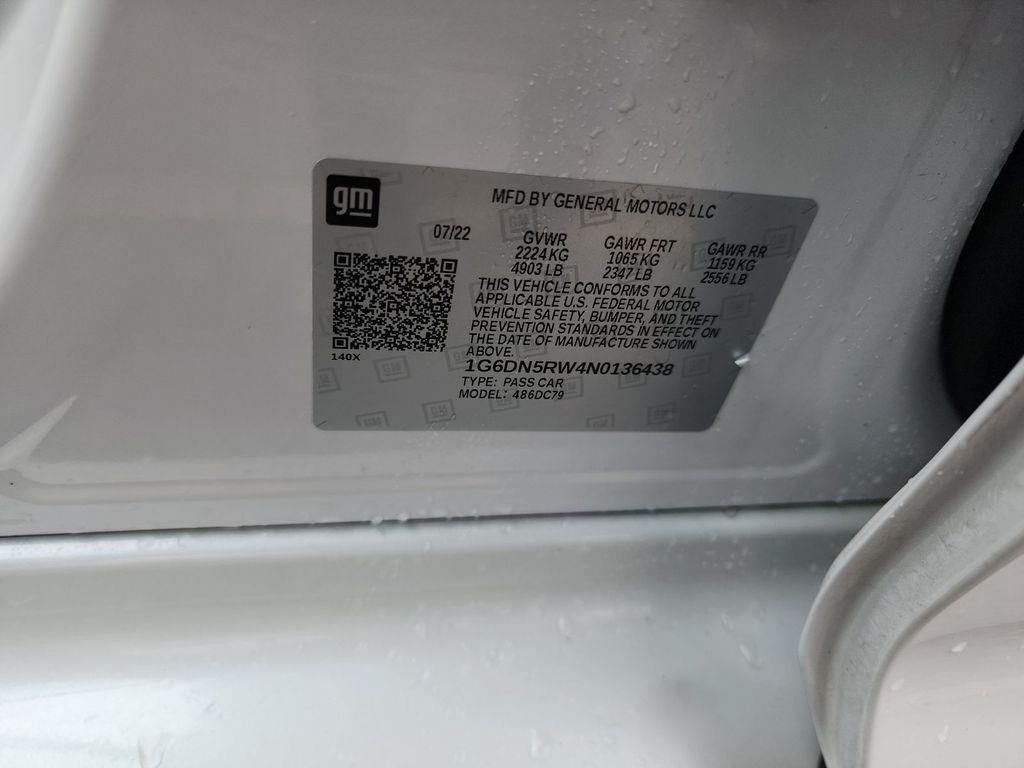 gm
MFD BY GENERAL MOTORS LLC
07/22
GVWR
2224 KG
4903 LB
GAWR FRT
1065 KG
2347 LB
GAWR RR
1159 KG
2556 LB
THIS VEHICLE CONFORMS TO ALL
APPLICABLE U.S. FEDERAL MOTOR
VEHICLE SAFETY, BUMPER, AND THEFT
PREVENTION STANDARDS IN EFFECT ON
THE DATE OF MANUFACTURE SHOWN
ABOVE.
140X
1G6DN5RW4N0136438
TYPE: PASS CAR
MODEL: 486DC79